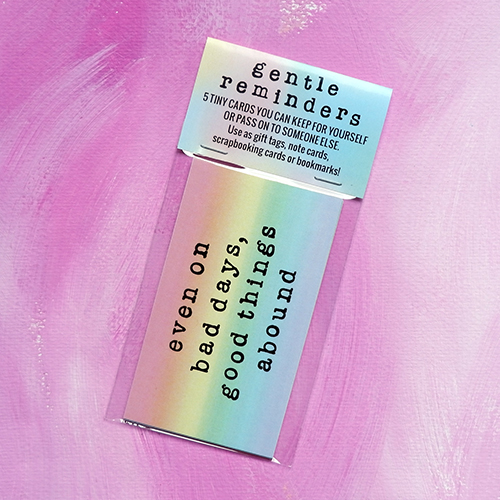 gentle
reminders
5 TINY CARDS YOU CAN KEEP FOR YOURSELF
OR PASS ON TO SOMEONE ELSE.
Use as gift tags, note cards,
scrapbooking cards or bookmarks!
even on
bad days,
good things
abound